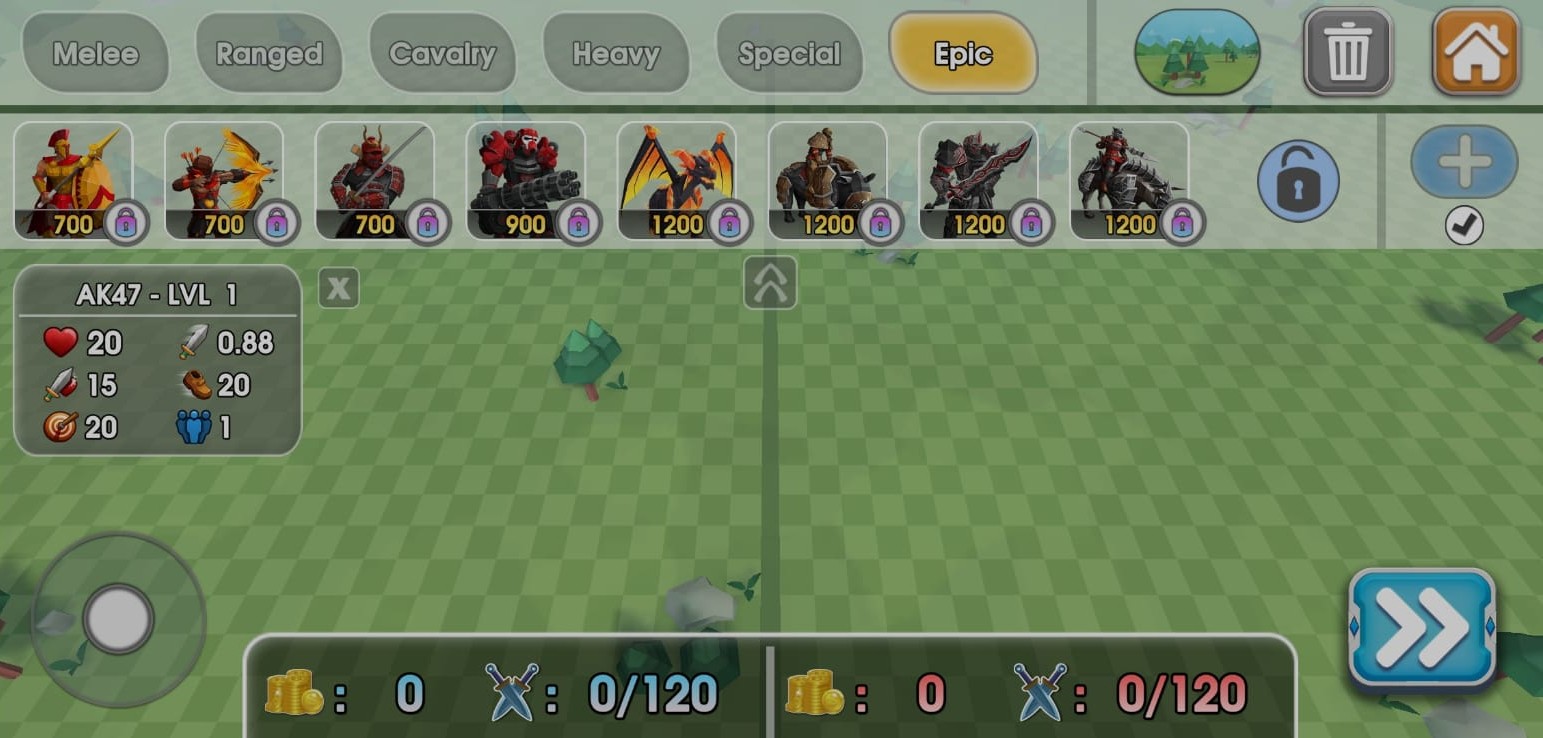 Melee Ranged Cavalry Heavy Special Epic
700 700 700 900 1200 1200 1200 1200
AK47 - LVL 1
X
20 0.88
15 20
20 1
: 0 : 0/120 : 0 : 0/120